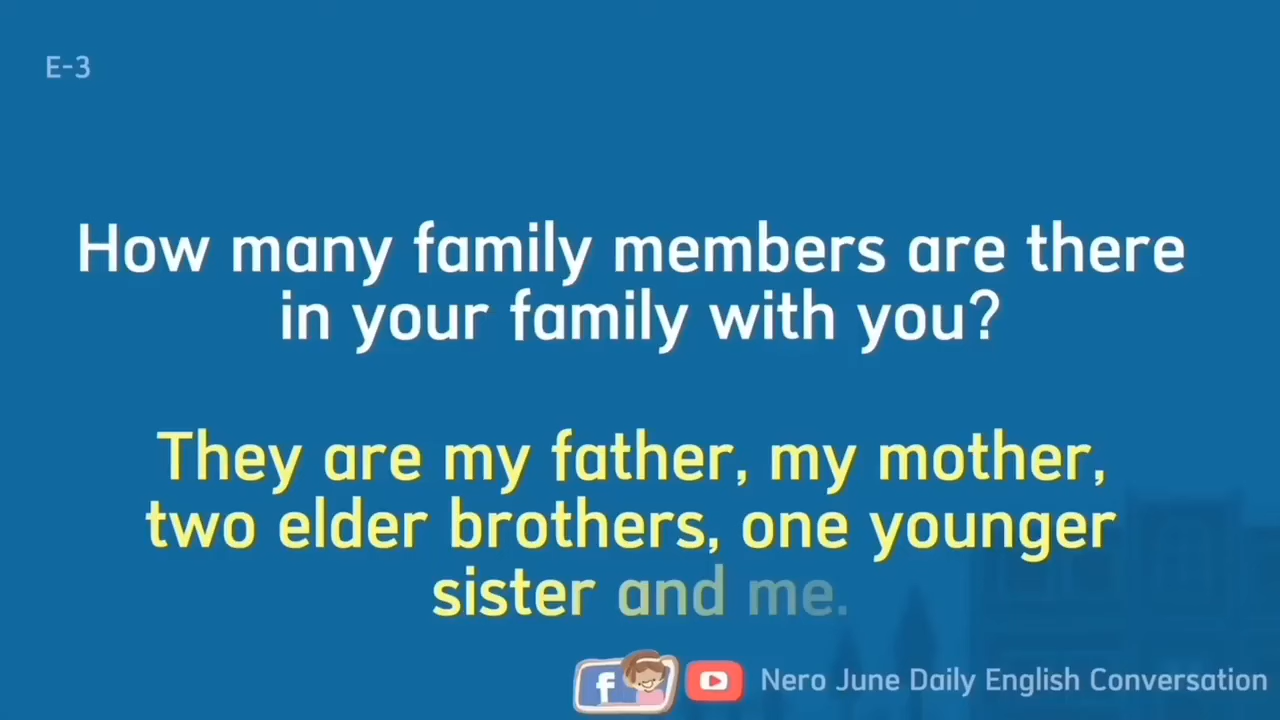 E-3
How many family members are there
in your family with you?
They are my father, my mother,
two elder brothers, one younger
sister and me.
f
Nero June Daily English Conversation